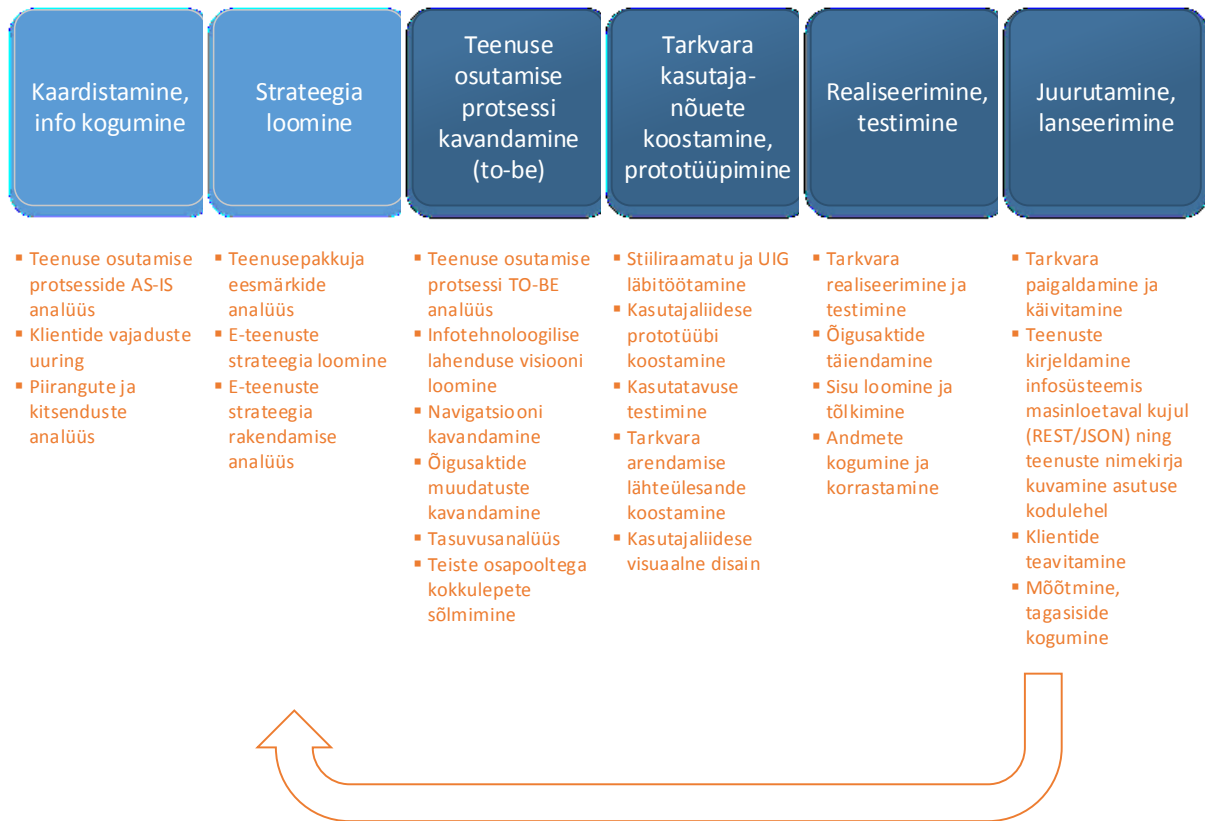 Kaardistamine,
info kogumine
Strateegia
loomine
Teenuse
osutamise
protsessi
kavandamine
(to-be)
Tarkvara
kasutaja-
nõuete
koostamine,
prototüüpimine
Realiseerimine,
testimine
Juurutamine,
lanseerimine
▪ Teenuse osutamise
protsesside AS-IS
analüüs
▪ Klientide vajaduste
uuring
▪ Piirangute ja
kitsenduste
analüüs
▪ Teenusepakkuja
eesmärkide
analüüs
▪ E-teenuste
strateegia loomine
▪ E-teenuste
strateegia
rakendamise
analüüs
▪ Teenuse osutamise
protsessi TO-BE
analüüs
▪ Infotehnoloogilise
lahenduse visiooni
loomine
▪ Navigatsiooni
kavandamine
▪ Õigusaktide
muudatuste
kavandamine
▪ Tasuvusanalüüs
▪ Teiste osapooltega
kokkulepete
sõlmimine
▪ Stiiliraamatu ja UIG
läbitöötamine
▪ Kasutajaliidese
prototüübi
koostamine
▪ Kasutatavuse
testimine
▪ Tarkvara
arendamise
lähteülesande
koostamine
▪ Kasutajaliidese
visuaalne disain
▪ Tarkvara
realiseerimine ja
testimine
▪ Õigusaktide
täiendamine
▪ Sisu loomine ja
tõlkimine
▪ Andmete
kogumine ja
korrastamine
▪ Tarkvara
paigaldamine ja
käivitamine
▪ Teenuste
kirjeldamine
infosüsteemis
masinloetaval kujul
(REST/JSON) ning
teenuste nimekirja
kuvamine asutuse
kodulehel
▪ Klientide
teavitamine
▪ Mõõtmine,
tagasiside
kogumine